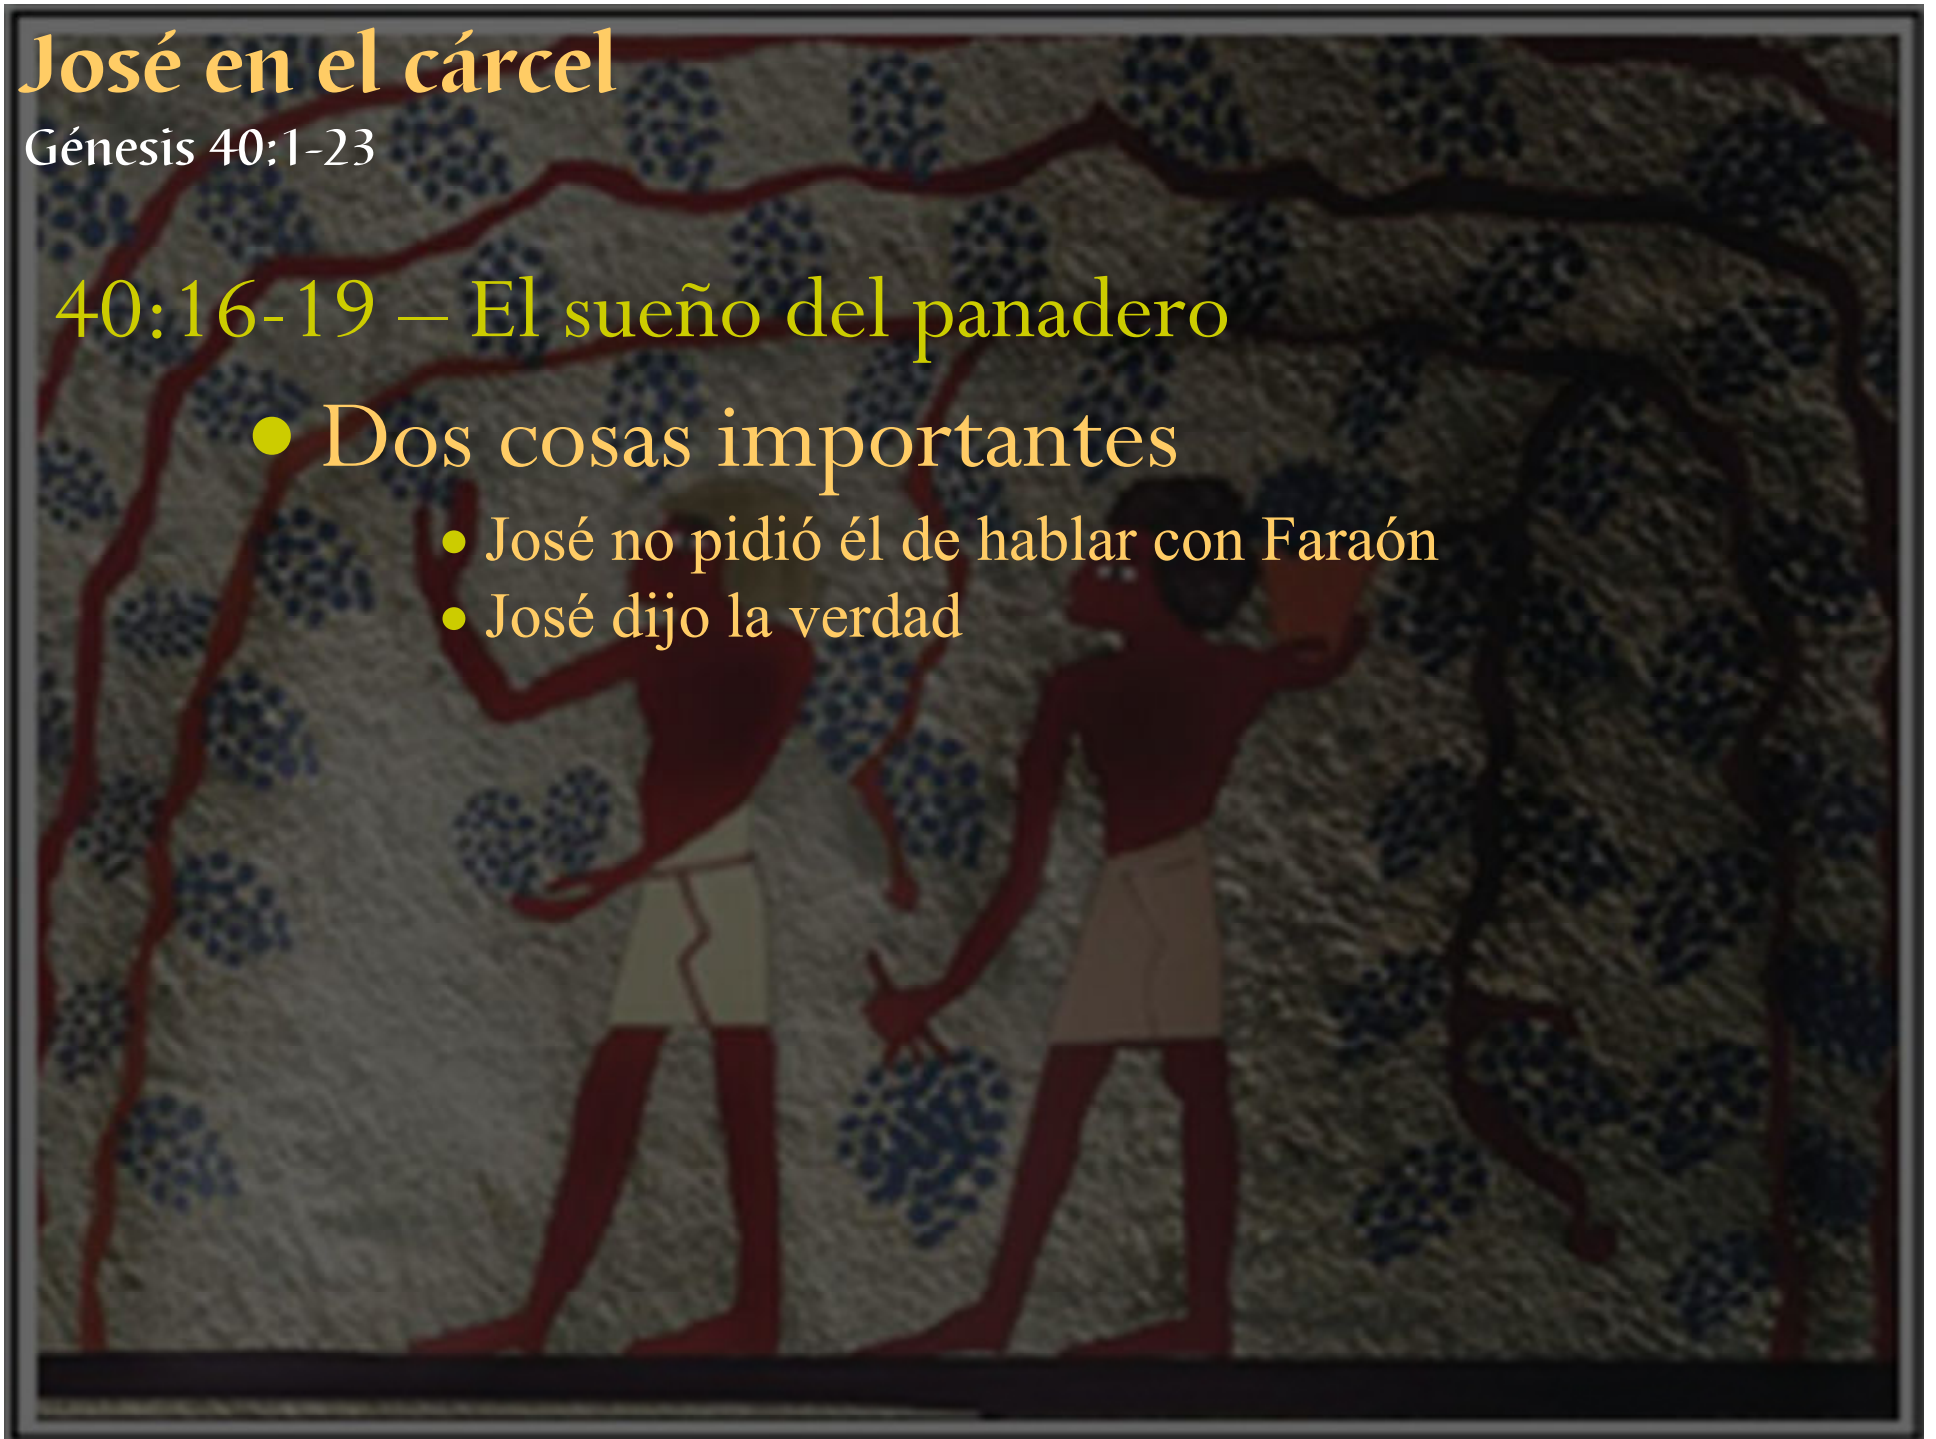 José en el cárcel
Génesis 40:1-23
40:16-19 – El sueño del panadero
● Dos cosas importantes
● José no pidió él de hablar con Faraón
● José dijo la verdad